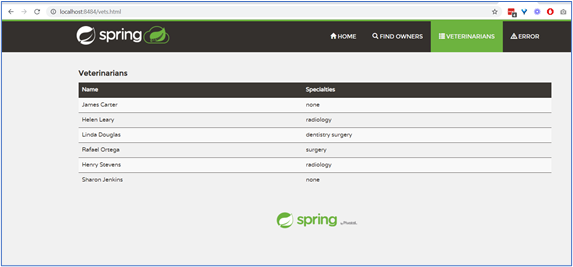 localhost:8484/vets.html
spring
HOME FIND OWNERS VETERINARIANS ERROR
Veterinarians
Name Specialties
James Carter none
Helen Leary radiology
Linda Douglas dentistry surgery
Rafael Ortega surgery
Henry Stevens radiology
Sharon Jenkins none
spring by Pivotal.